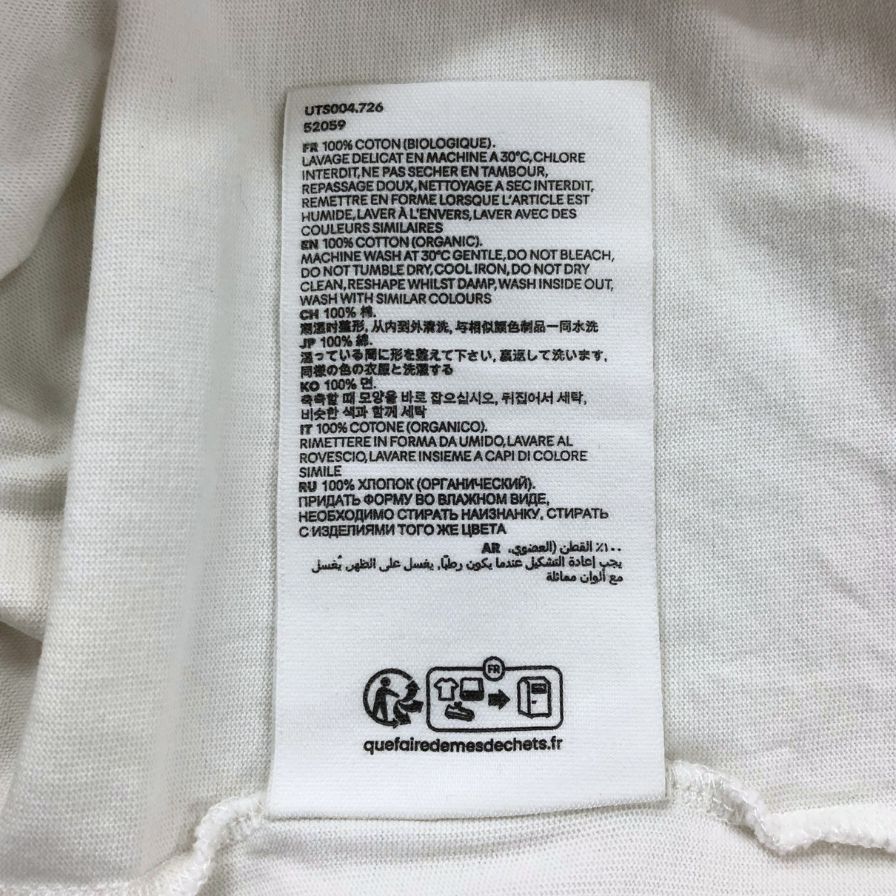 UTS004.726
52059
FR 100% COTON (BIOLOGIQUE).
LAVAGE DELICAT EN MACHINE A 30°C, CHLORE
INTERDIT, NE PAS SECHER EN TAMBOUR,
REPASSAGE DOUX, NETTOYAGE A SEC INTERDIT,
REMETTRE EN FORME LORSQUE L'ARTICLE EST
HUMIDE, LAVER À L'ENVERS, LAVER AVEC DES
COULEURS SIMILAIRES
EN 100% COTTON (ORGANIC).
MACHINE WASH AT 30°C GENTLE, DO NOT BLEACH,
DO NOT TUMBLE DRY, COOL IRON, DO NOT DRY
CLEAN, RESHAPE WHILST DAMP, WASH INSIDE OUT,
WASH WITH SIMILAR COLOURS
CH 100% 棉.
潮湿时整形, 从内到外清洗, 与相似颜色制品一同水洗
JP 100% 綿.
湿っている間に形を整えて下さい, 裏返して洗います,
同様の色の衣服と洗濯する
KO 100% 면.
축축할 때 모양을 바로 잡으십시오, 뒤집어서 세탁,
비슷한 색과 함께 세탁
IT 100% COTONE (ORGANICO).
RIMETTERE IN FORMA DA UMIDO, LAVARE AL
ROVESCIO, LAVARE INSIEME A CAPI DI COLORE
SIMILE
RU 100% ХЛОПОК (ОРГАНИЧЕСКИЙ).
ПРИДАТЬ ФОРМУ ВО ВЛАЖНОМ ВИДЕ,
НЕОБХОДИМО СТИРАТЬ НАИЗНАНКУ, СТИРАТЬ
С ИЗДЕЛИЯМИ ТОГО ЖЕ ЦВЕТА
١٠٠٪ القطن (العضوي). AR
يجب إعادة التشكيل عندما يكون رطبًا, يغسل على الظهر, يُغسل
مع ألوان مماثلة
FR
quefairedemesdechets.fr